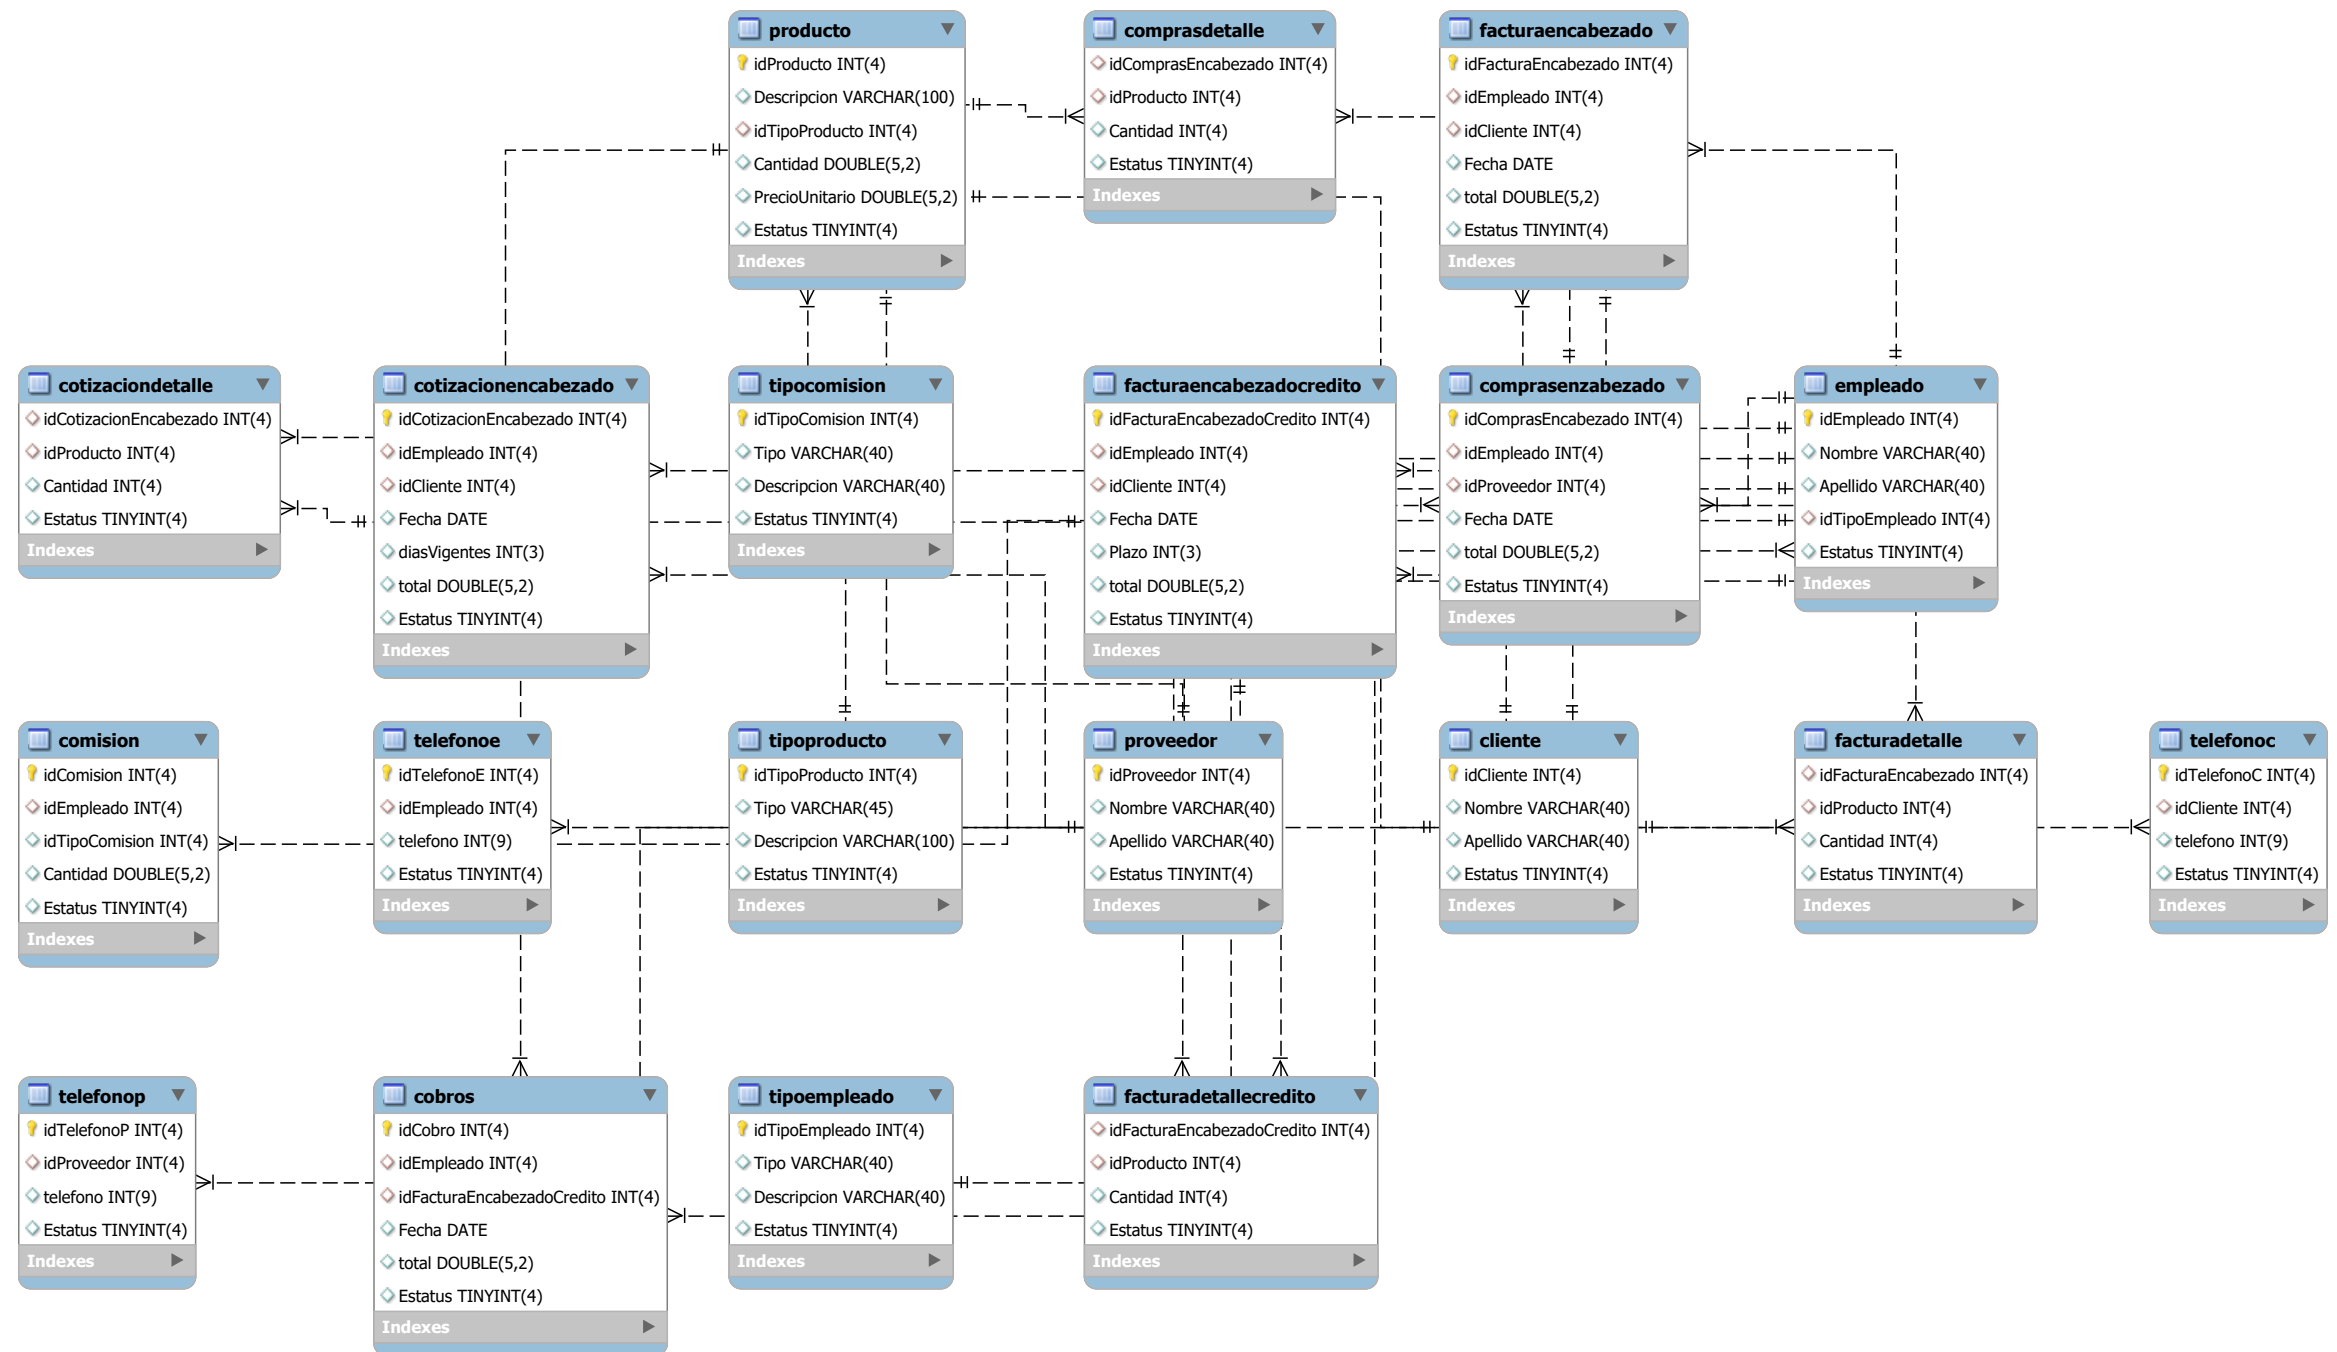 producto
idProducto INT(4)
Descripcion VARCHAR(100)
idTipoProducto INT(4)
Cantidad DOUBLE(5,2)
PrecioUnitario DOUBLE(5,2)
Estatus TINYINT(4)
Indexes
comprasdetalle
idComprasEncabezado INT(4)
idProducto INT(4)
Cantidad INT(4)
Estatus TINYINT(4)
Indexes
facturaencabezado
idFacturaEncabezado INT(4)
idEmpleado INT(4)
idCliente INT(4)
Fecha DATE
total DOUBLE(5,2)
Estatus TINYINT(4)
Indexes
cotizaciondetalle
idCotizacionEncabezado INT(4)
idProducto INT(4)
Cantidad INT(4)
Estatus TINYINT(4)
Indexes
cotizacionencabezado
idCotizacionEncabezado INT(4)
idEmpleado INT(4)
idCliente INT(4)
Fecha DATE
diasVigentes INT(3)
total DOUBLE(5,2)
Estatus TINYINT(4)
Indexes
tipocomision
idTipoComision INT(4)
Tipo VARCHAR(40)
Descripcion VARCHAR(40)
Estatus TINYINT(4)
Indexes
facturaencabezadocredito
idFacturaEncabezadoCredito INT(4)
idEmpleado INT(4)
idCliente INT(4)
Fecha DATE
Plazo INT(3)
total DOUBLE(5,2)
Estatus TINYINT(4)
Indexes
comprasenzabezado
idComprasEncabezado INT(4)
idEmpleado INT(4)
idProveedor INT(4)
Fecha DATE
total DOUBLE(5,2)
Estatus TINYINT(4)
Indexes
empleado
idEmpleado INT(4)
Nombre VARCHAR(40)
Apellido VARCHAR(40)
idTipoEmpleado INT(4)
Estatus TINYINT(4)
Indexes
comision
idComision INT(4)
idEmpleado INT(4)
idTipoComision INT(4)
Cantidad DOUBLE(5,2)
Estatus TINYINT(4)
Indexes
telefonoe
idTelefonoE INT(4)
idEmpleado INT(4)
telefono INT(9)
Estatus TINYINT(4)
Indexes
tipoproducto
idTipoProducto INT(4)
Tipo VARCHAR(45)
Descripcion VARCHAR(100)
Estatus TINYINT(4)
Indexes
proveedor
idProveedor INT(4)
Nombre VARCHAR(40)
Apellido VARCHAR(40)
Estatus TINYINT(4)
Indexes
cliente
idCliente INT(4)
Nombre VARCHAR(40)
Apellido VARCHAR(40)
Estatus TINYINT(4)
Indexes
facturadetalle
idFacturaEncabezado INT(4)
idProducto INT(4)
Cantidad INT(4)
Estatus TINYINT(4)
Indexes
telefonoc
idTelefonoC INT(4)
idCliente INT(4)
telefono INT(9)
Estatus TINYINT(4)
Indexes
telefonop
idTelefonoP INT(4)
idProveedor INT(4)
telefono INT(9)
Estatus TINYINT(4)
Indexes
cobros
idCobro INT(4)
idEmpleado INT(4)
idFacturaEncabezadoCredito INT(4)
Fecha DATE
total DOUBLE(5,2)
Estatus TINYINT(4)
Indexes
tipoempleado
idTipoEmpleado INT(4)
Tipo VARCHAR(40)
Descripcion VARCHAR(40)
Estatus TINYINT(4)
Indexes
facturadetallecredito
idFacturaEncabezadoCredito INT(4)
idProducto INT(4)
Cantidad INT(4)
Estatus TINYINT(4)
Indexes